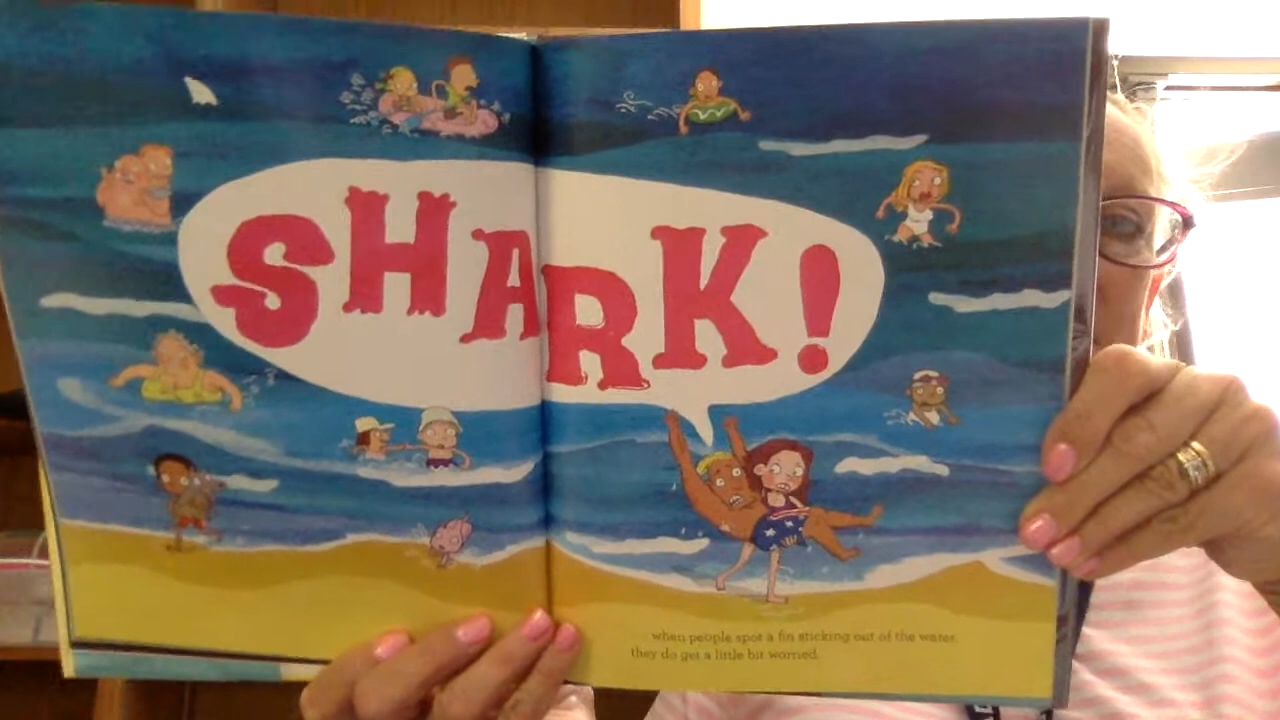 SHARK!
when people spot a fin sticking out of the water,
they do get a little bit worried.